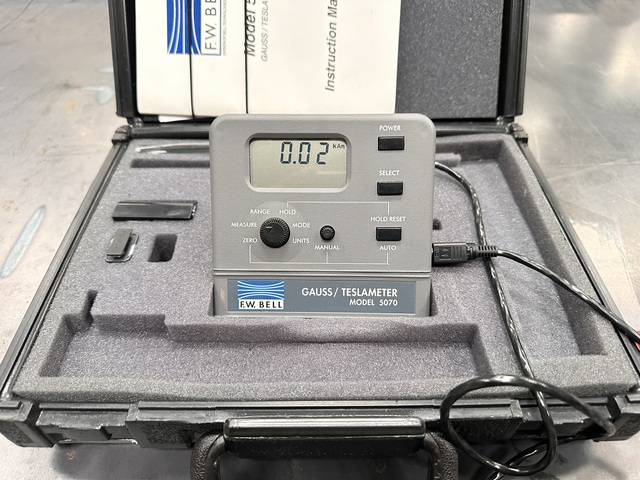 F.W. BE
Model 5
GAUSS / TESLA
Instruction Ma
0.02 kAm
POWER
SELECT
HOLD RESET
AUTO
RANGE HOLD
MEASURE MODE
ZERO UNITS
MANUAL
F.W. BELL
GAUSS / TESLAMETER
MODEL 5070